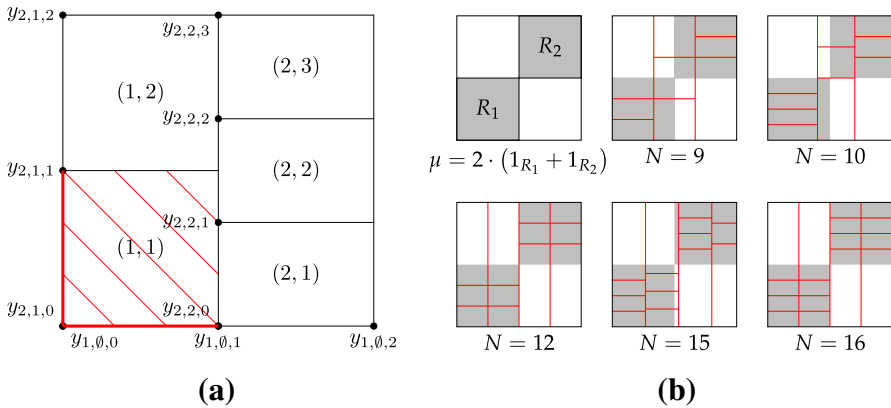 y_{2,1,2}
y_{2,2,3}
(1, 2)
(2, 3)
y_{2,2,2}
y_{2,1,1}
(2, 2)
y_{2,2,1}
(1, 1)
(2, 1)
y_{2,1,0}
y_{2,2,0}
y_{1,∅,0} y_{1,∅,1} y_{1,∅,2}
(a)
R_2
R_1
μ = 2 · (1_{R_1} + 1_{R_2}) N = 9 N = 10
N = 12 N = 15 N = 16
(b)